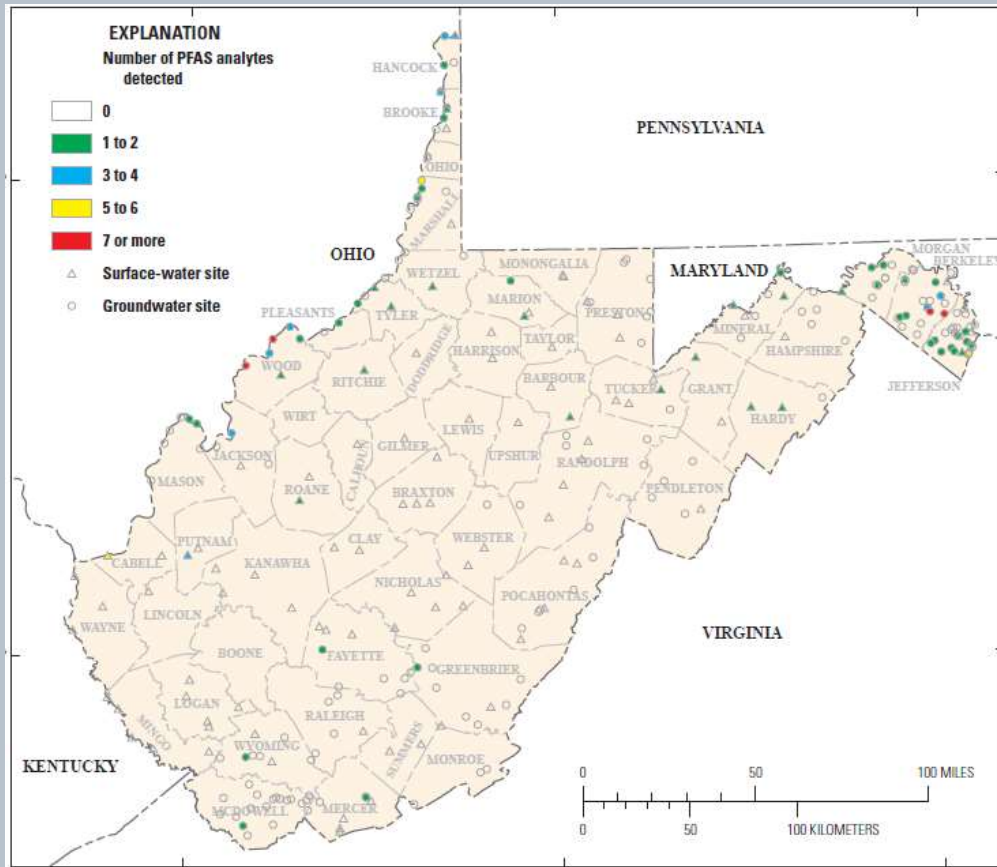 EXPLANATION
Number of PFAS analytes
detected
0
1 to 2
3 to 4
5 to 6
7 or more
Surface-water site
Groundwater site
HANCOCK
BROOKE
OHIO
MARSHALL
PENNSYLVANIA
OHIO
WETZEL
MONONGALIA
MARION
PRESTON
MARYLAND
MORGAN
BERKELEY
PLEASANTS
TYLER
DODDRIDGE
HARRISON
TAYLOR
MINERAL
HAMPSHIRE
WOOD
RITCHIE
BARBOUR
TUCKER
GRANT
JEFFERSON
WIRT
HARDY
LEWIS
JACKSON
CALHOUN
GILMER
UPSHUR
RANDOLPH
MASON
ROANE
BRAXTON
PENDLETON
PUTNAM
CLAY
WEBSTER
CABELL
KANAWHA
NICHOLAS
POCAHONTAS
WAYNE
LINCOLN
VIRGINIA
BOONE
FAYETTE
GREENBRIER
LOGAN
RALEIGH
MINGO
WYOMING
SUMMERS
MONROE
KENTUCKY
MCDOWELL
MERCER
0 50 100 MILES
0 50 100 KILOMETERS